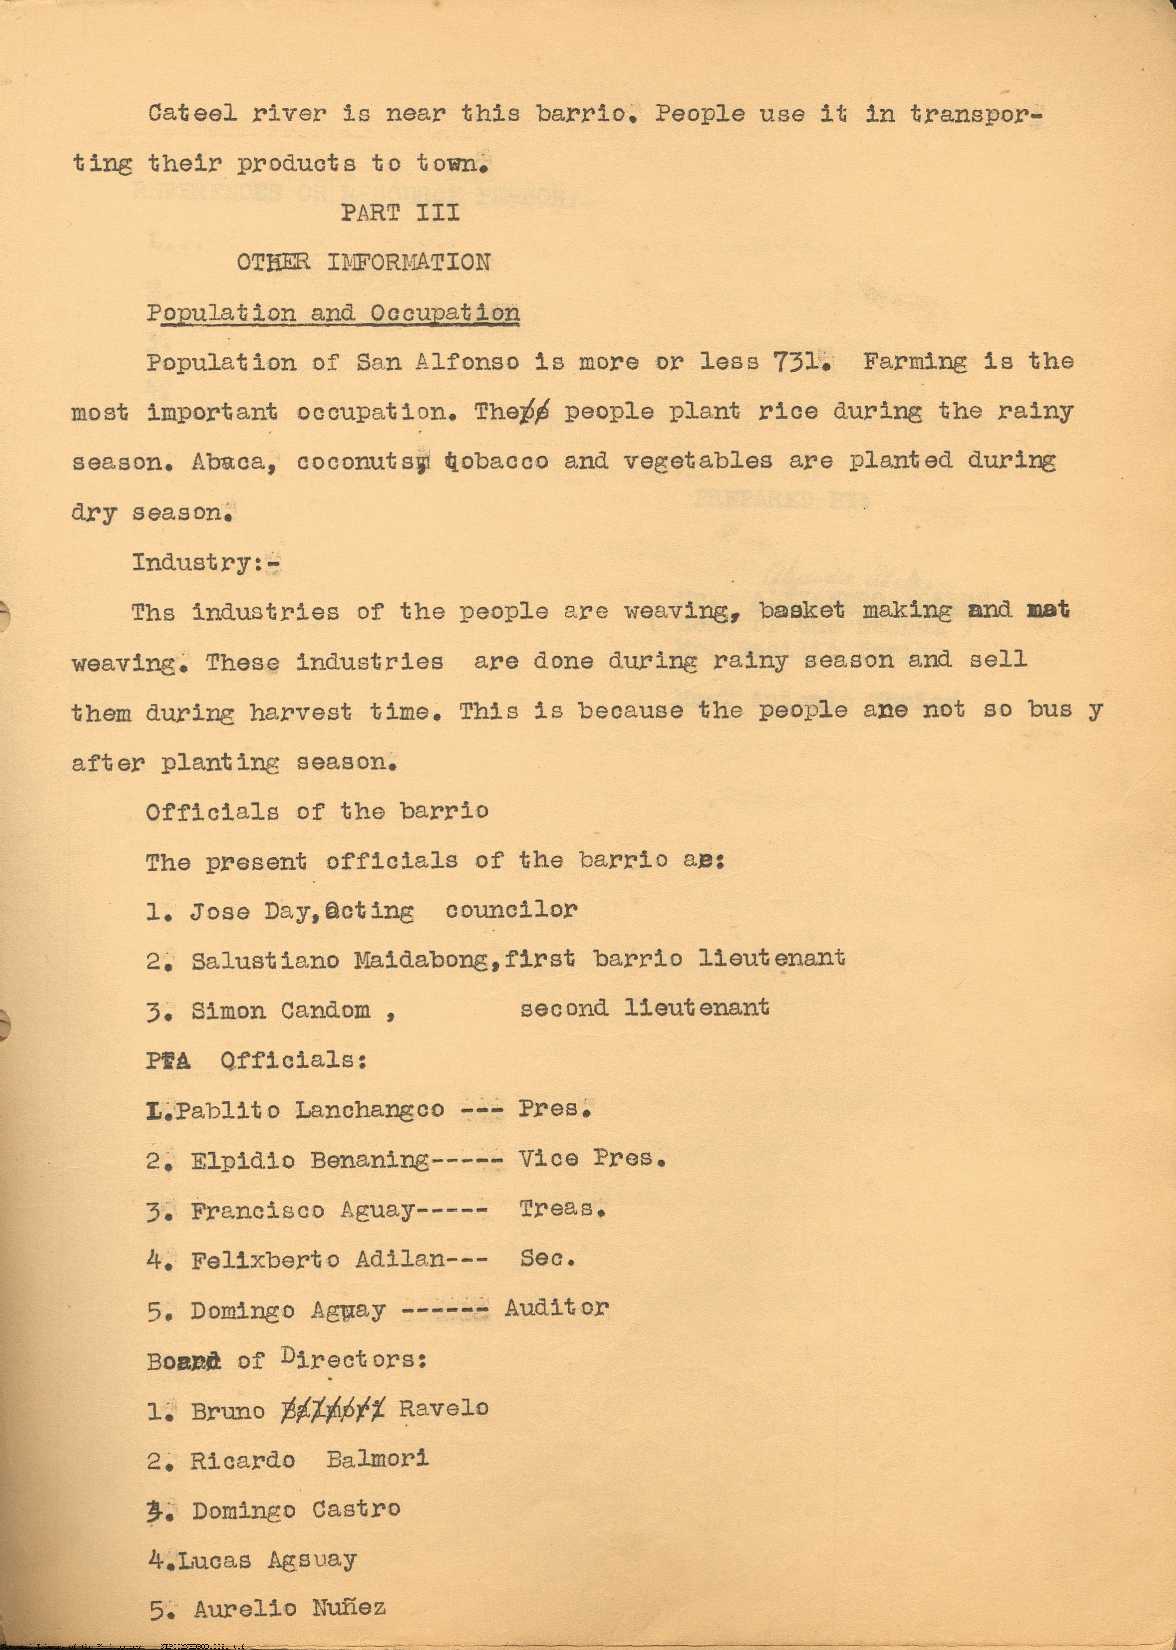 Cateel river is near this barrio. People use it in transpor-
ting their products to town.
PART III
OTHER IMFORMATION
Population and Occupation
Population of San Alfonso is more or less 731. Farming is the
most important occupation. The people plant rice during the rainy
season. Abaca, coconuts, tobacco and vegetables are planted during
dry season.
Industry:-
Ths industries of the people are weaving, basket making and mat
weaving. These industries are done during rainy season and sell
them during harvest time. This is because the people are not so bus y
after planting season.
Officials of the barrio
The present officials of the barrio ae:
1. Jose Day,acting councilor
2. Salustiano Maidabong,first barrio lieutenant
3. Simon Candom , second lieutenant
PTA Officials:
1.Pablito Lanchangco --- Pres.
2. Elpidio Benaning----- Vice Pres.
3. Francisco Aguay----- Treas.
4. Felixberto Adilan--- Sec.
5. Domingo Aguay ------ Auditor
Board of Directors:
1. Bruno Balmori Ravelo
2. Ricardo Balmori
3. Domingo Castro
4.Lucas Agsuay
5. Aurelio Nuñez